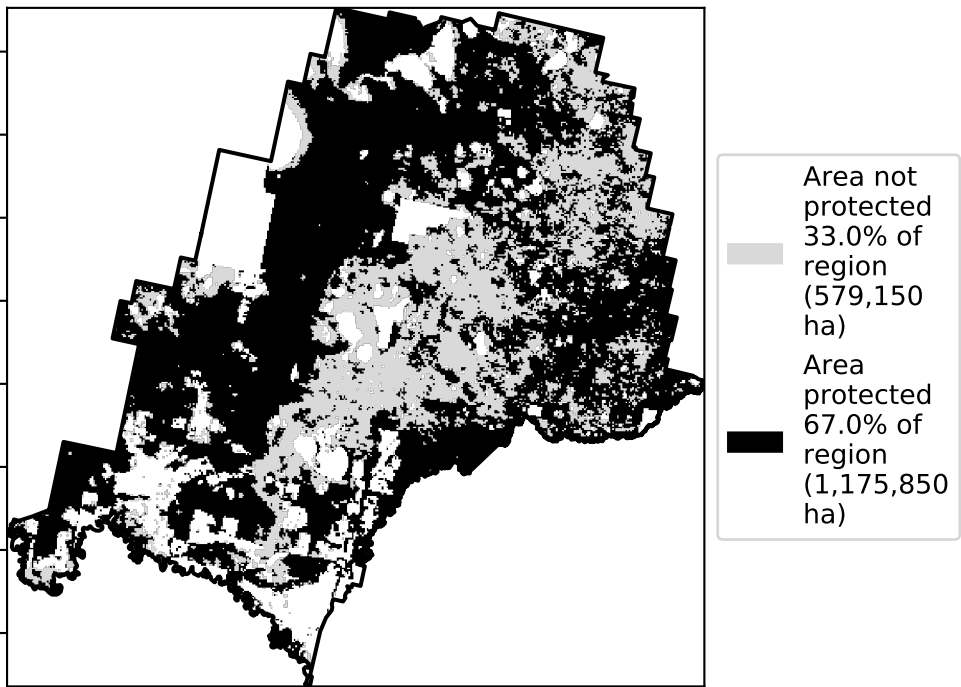 Area not
protected
33.0% of
region
(579,150
ha)
Area
protected
67.0% of
region
(1,175,850
ha)